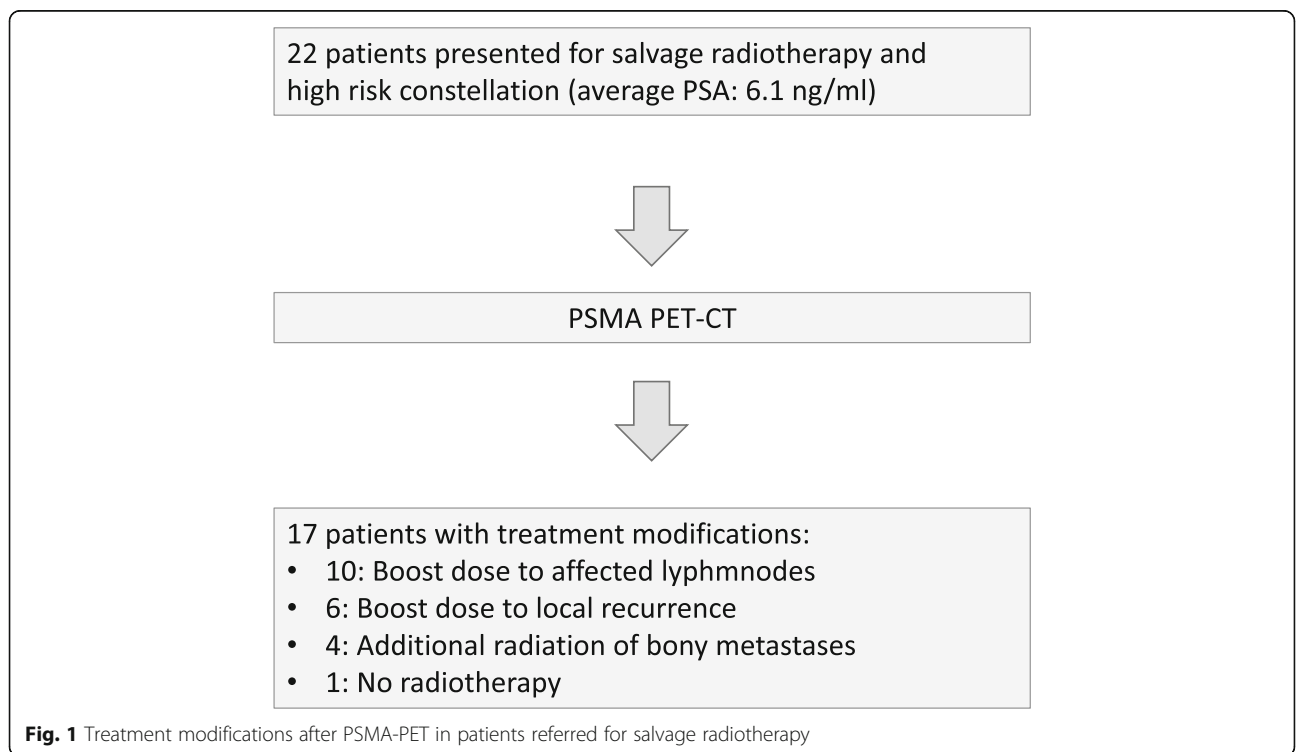 22 patients presented for salvage radiotherapy and
high risk constellation (average PSA: 6.1 ng/ml)
PSMA PET-CT
17 patients with treatment modifications:
• 10: Boost dose to affected lyphmnodes
• 6: Boost dose to local recurrence
• 4: Additional radiation of bony metastases
• 1: No radiotherapy
Fig. 1 Treatment modifications after PSMA-PET in patients referred for salvage radiotherapy